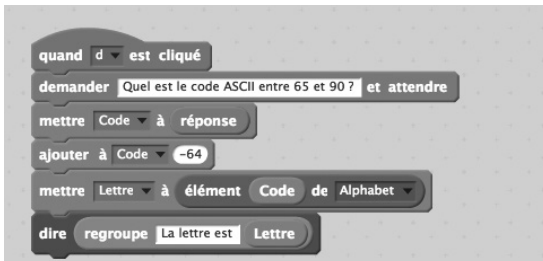 quand d est cliqué
demander Quel est le code ASCII entre 65 et 90 ? et attendre
mettre Code à réponse
ajouter à Code -64
mettre Lettre à élément Code de Alphabet
dire regroupe La lettre est Lettre